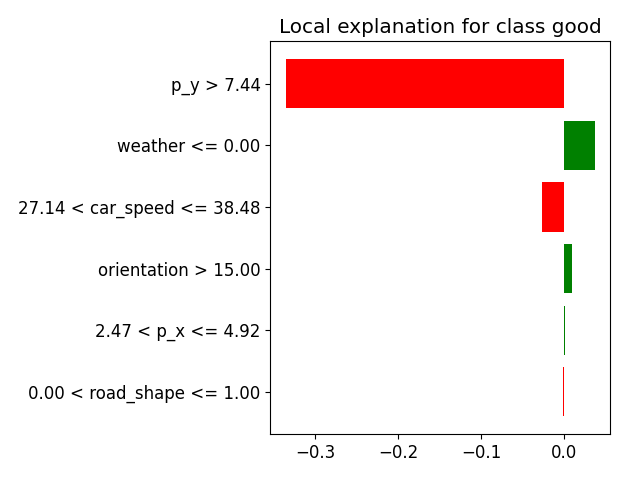 Local explanation for class good
p_y > 7.44
weather <= 0.00
27.14 < car_speed <= 38.48
orientation > 15.00
2.47 < p_x <= 4.92
0.00 < road_shape <= 1.00
−0.3 −0.2 −0.1 0.0